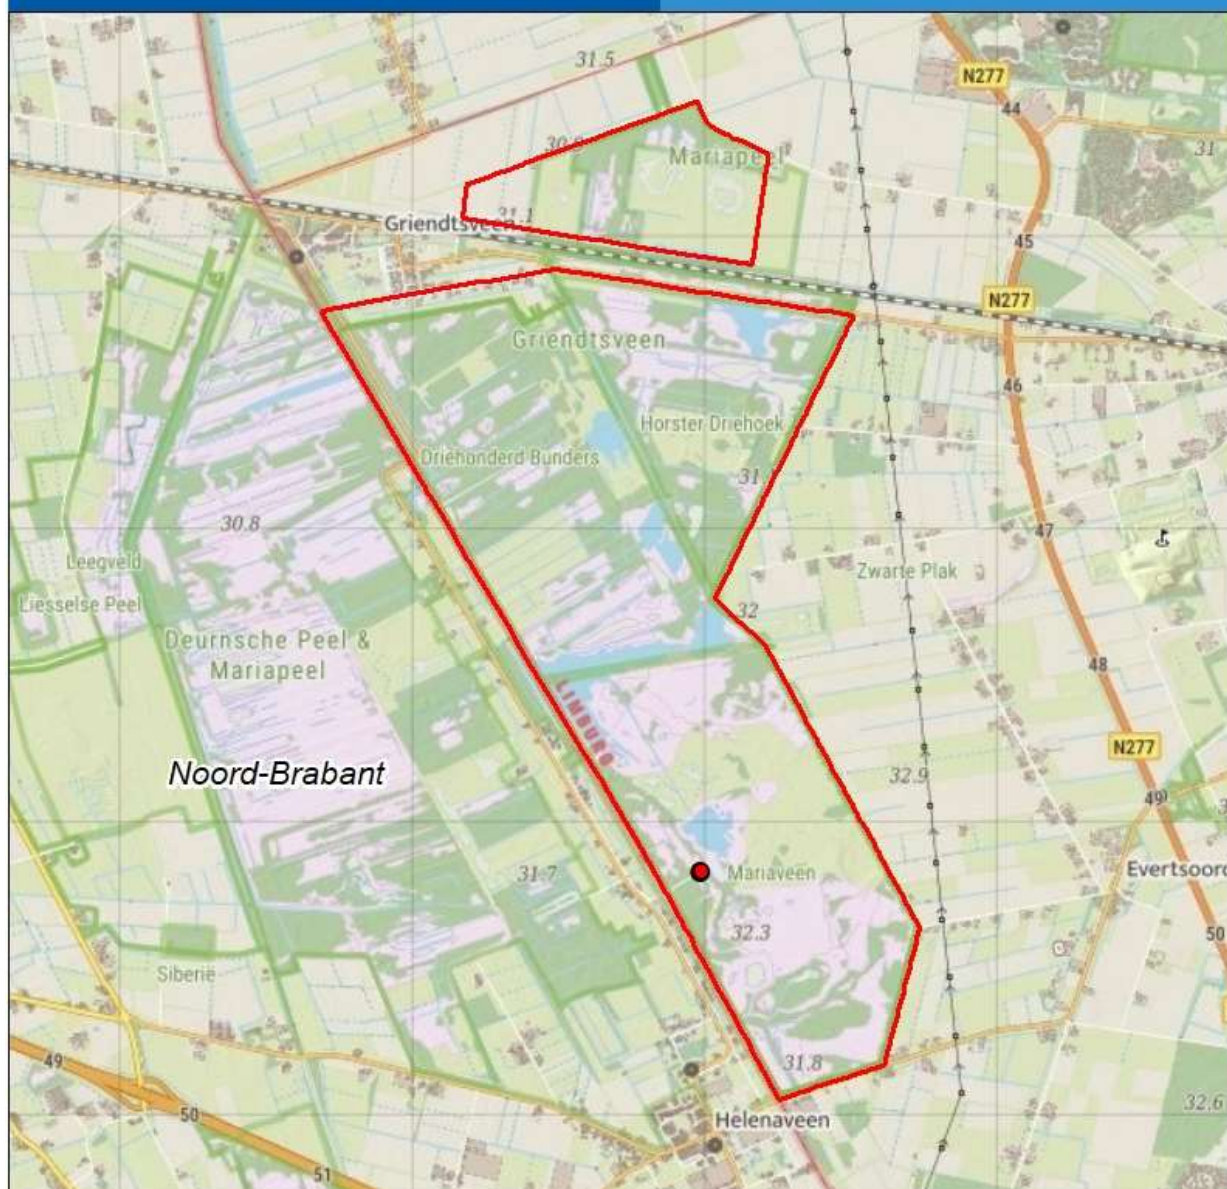 31.5
N277
44
31
30.9
Mariapeel
31.1
Griendtsveen
45
N277
Griendtsveen
46
Horster Driehoek
Driehonderd Bunders
31.
30.8
47
Leegveld
Zwarte Plak
Liesselse Peel
32
Deurnsche Peel &
Mariapeel
48
LIMBURG
N277
Noord-Brabant
32.9
49
31.7
Mariaveen
Evertsoord
32.3
50
Siberië
49
31.8
50
Helenaveen
32.6
51